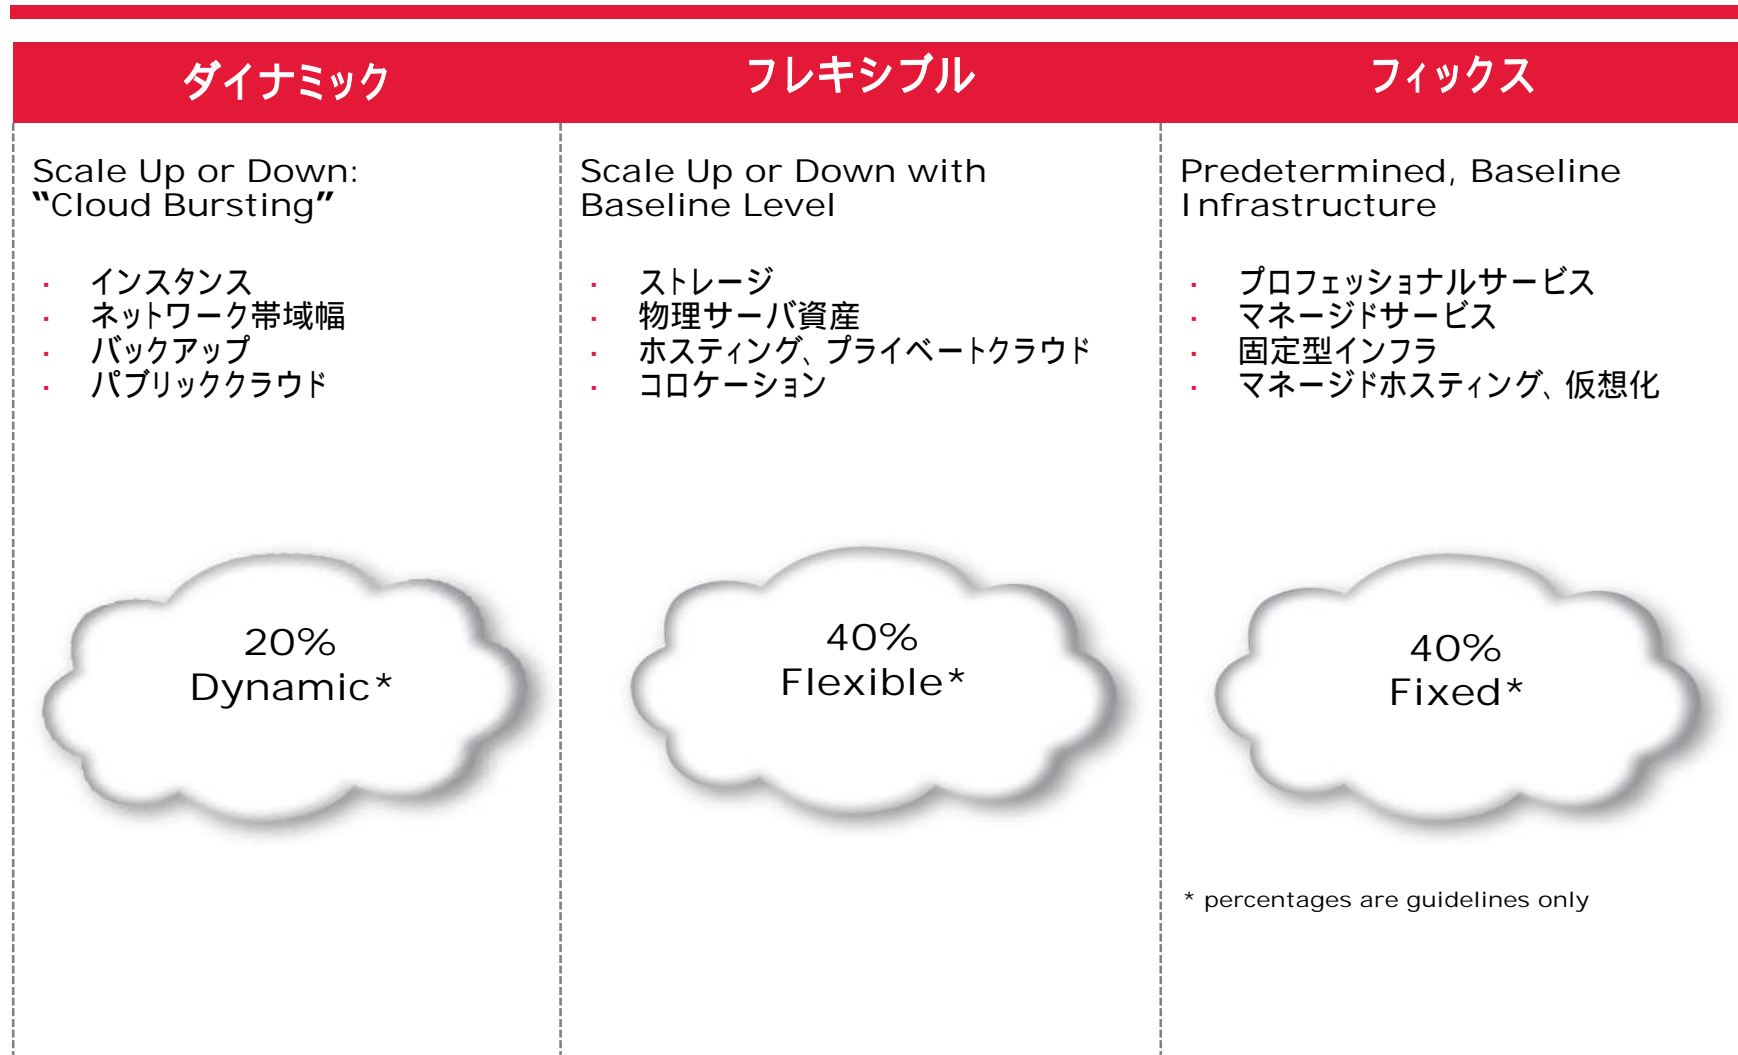 ダイナミック
フレキシブル
フィックス
Scale Up or Down:
“Cloud Bursting”
・ インスタンス
・ ネットワーク帯域幅
・ バックアップ
・ パブリッククラウド
20%
Dynamic*
Scale Up or Down with
Baseline Level
・ ストレージ
・ 物理サーバ資産
・ ホスティング、プライベートクラウド
・ コロケーション
40%
Flexible*
Predetermined, Baseline
Infrastructure
・ プロフェッショナルサービス
・ マネージドサービス
・ 固定型インフラ
・ マネージドホスティング、仮想化
40%
Fixed*
* percentages are guidelines only